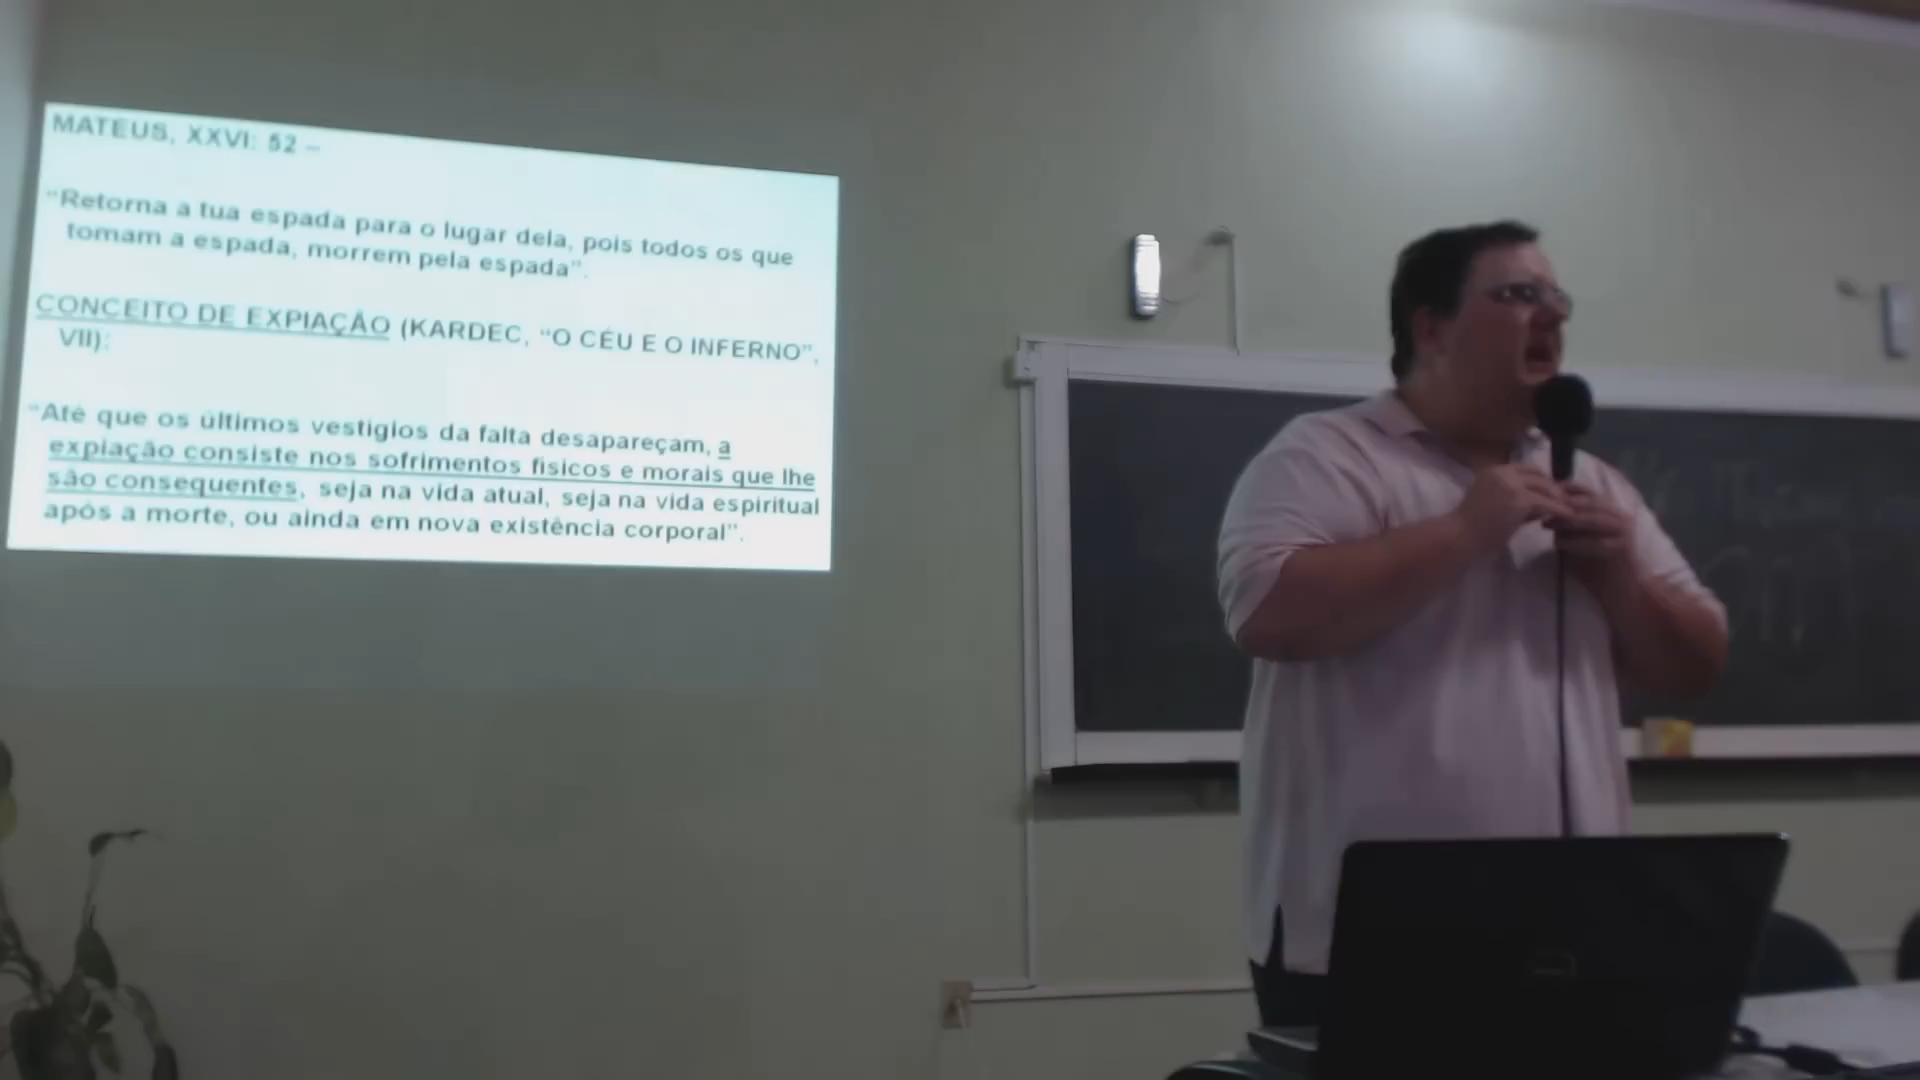 MATEUS, XXVI: 52 –
“Retorna a tua espada para o lugar dela, pois todos os que
tomam a espada, morrem pela espada”.
CONCEITO DE EXPIAÇÃO (KARDEC, “O CÉU E O INFERNO”,
VII):
“Até que os últimos vestígios da falta desapareçam, a
expiação consiste nos sofrimentos físicos e morais que lhe
são consequentes, seja na vida atual, seja na vida espiritual
após a morte, ou ainda em nova existência corporal”.